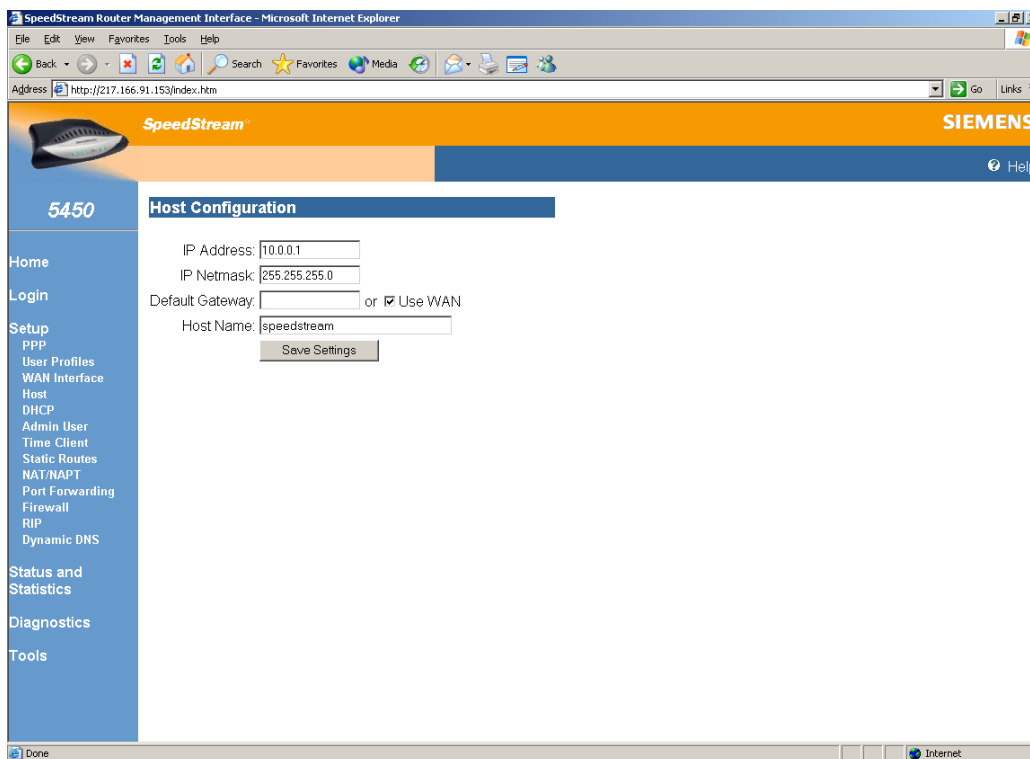 SpeedStream Router Management Interface - Microsoft Internet Explorer
File Edit View Favorites Tools Help
Back Search Favorites Media
Address http://217.166.91.153/index.htm Go Links
SpeedStream® SIEMENS
Help
5450
Host Configuration
IP Address: 10.0.0.1
IP Netmask: 255.255.255.0
Default Gateway: or Use WAN
Host Name: speedstream
Save Settings
Home
Login
Setup
PPP
User Profiles
WAN Interface
Host
DHCP
Admin User
Time Client
Static Routes
NAT/NAPT
Port Forwarding
Firewall
RIP
Dynamic DNS
Status and
Statistics
Diagnostics
Tools
Done Internet